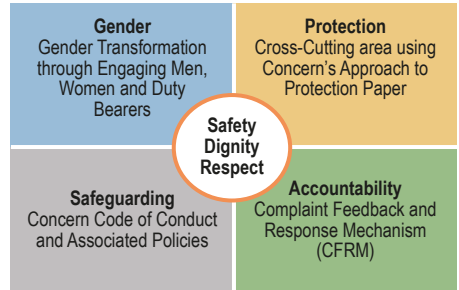 Gender
Gender Transformation
through Engaging Men,
Women and Duty
Bearers
Protection
Cross-Cutting area using
Concern's Approach to
Protection Paper
Safety
Dignity
Respect
Safeguarding
Concern Code of Conduct
and Associated Policies
Accountability
Complaint Feedback and
Response Mechanism
(CFRM)